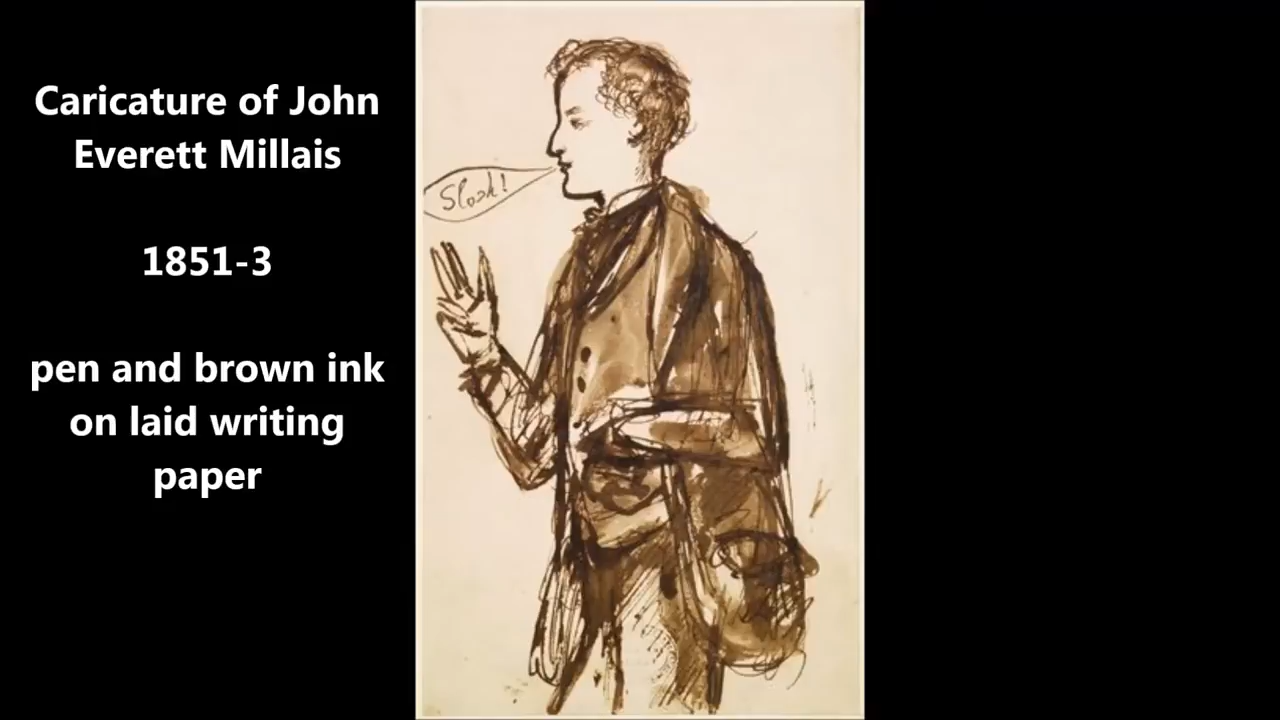 Caricature of John
Everett Millais
1851-3
pen and brown ink
on laid writing
paper
Slosh!